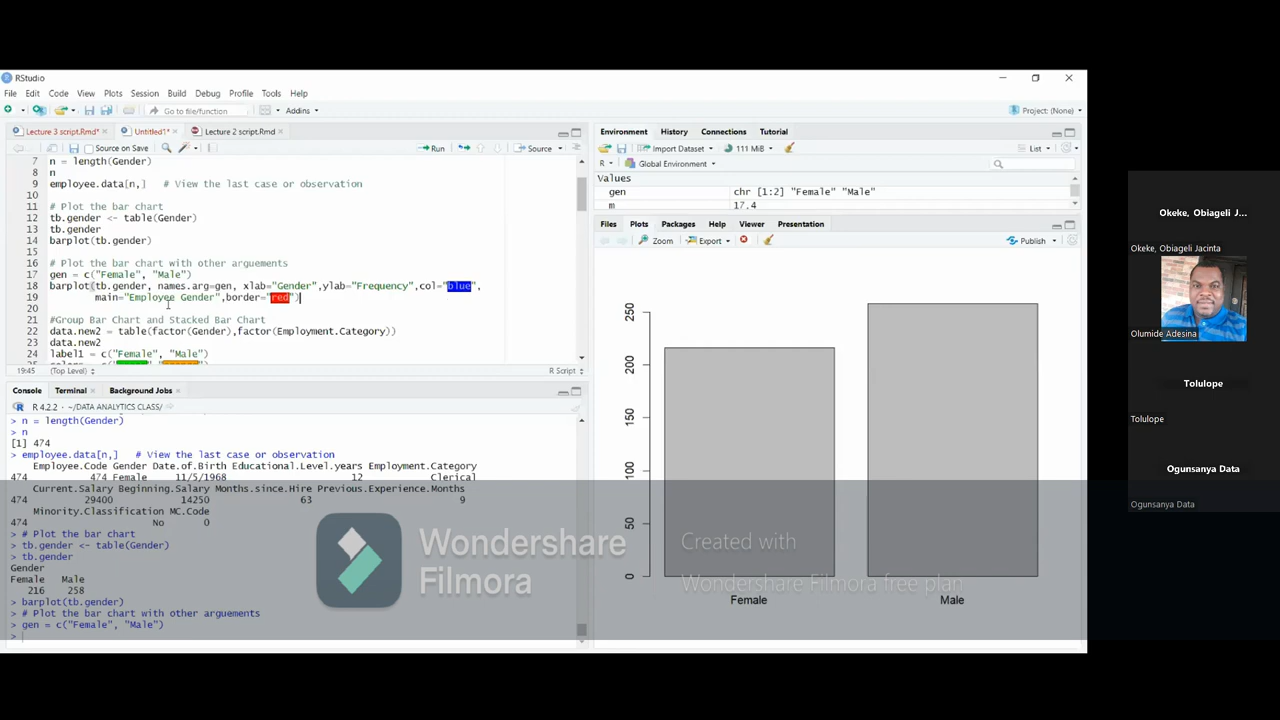 RStudio
File Edit Code View Plots Session Build Debug Profile Tools Help
Go to file/function Addins Project: (None)
Lecture 3 script.Rmd* Untitled1* Lecture 2 script.Rmd
Source on Save Run Source
7 n = length(Gender)
8 n
9 employee.data[n,] # View the last case or observation
10
11 # Plot the bar chart
12 tb.gender <- table(Gender)
13 tb.gender
14 barplot(tb.gender)
15
16 # Plot the bar chart with other arguements
17 gen = c("Female", "Male")
18 barplot(tb.gender, names.arg=gen, xlab="Gender",ylab="Frequency",col="blue",
19 main="Employee Gender",border="red")
20
21 #Group Bar Chart and Stacked Bar Chart
22 data.new2 = table(factor(Gender),factor(Employment.Category))
23 data.new2
24 label1 = c("Female", "Male")
19:45 (Top Level) R Script
Console Terminal Background Jobs
R 4.2.2 · ~/DATA ANALYTICS CLASS/
> n = length(Gender)
> n
[1] 474
> employee.data[n,] # View the last case or observation
Employee.Code Gender Date.of.Birth Educational.Level.years Employment.Category
474 474 Female 11/5/1968 12 Clerical
Current.Salary Beginning.Salary Months.since.Hire Previous.Experience.Months
474 29400 14250 63 9
Minority.Classification MC.Code
474 No 0
> # Plot the bar chart
> tb.gender <- table(Gender)
> tb.gender
Gender
Female Male
216 258
> barplot(tb.gender)
> # Plot the bar chart with other arguements
> gen = c("Female", "Male")
>
Environment History Connections Tutorial
Import Dataset 111 MiB List
R Global Environment
Values
gen chr [1:2] "Female" "Male"
m 17.4
Files Plots Packages Help Viewer Presentation
Zoom Export Publish
250
200
150
100
50
0
Female Male
Wondershare
Filmora
Created with
Wondershare Filmora free plan
Okeke, Obiageli J...
Okeke, Obiageli Jacinta
Olumide Adesina
Tolulope
Tolulope
Ogunsanya Data
Ogunsanya Data